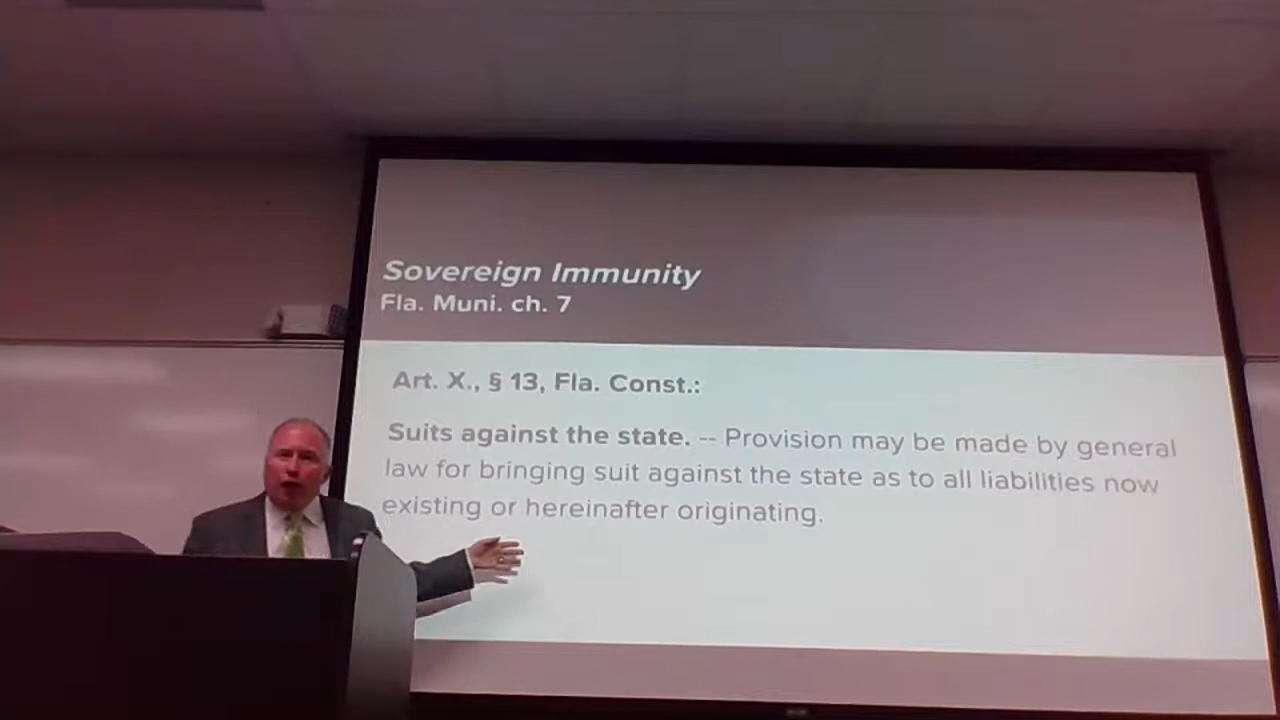 Sovereign Immunity
Fla. Muni. ch. 7
Art. X., § 13, Fla. Const.:
Suits against the state. -- Provision may be made by general
law for bringing suit against the state as to all liabilities now
existing or hereinafter originating.